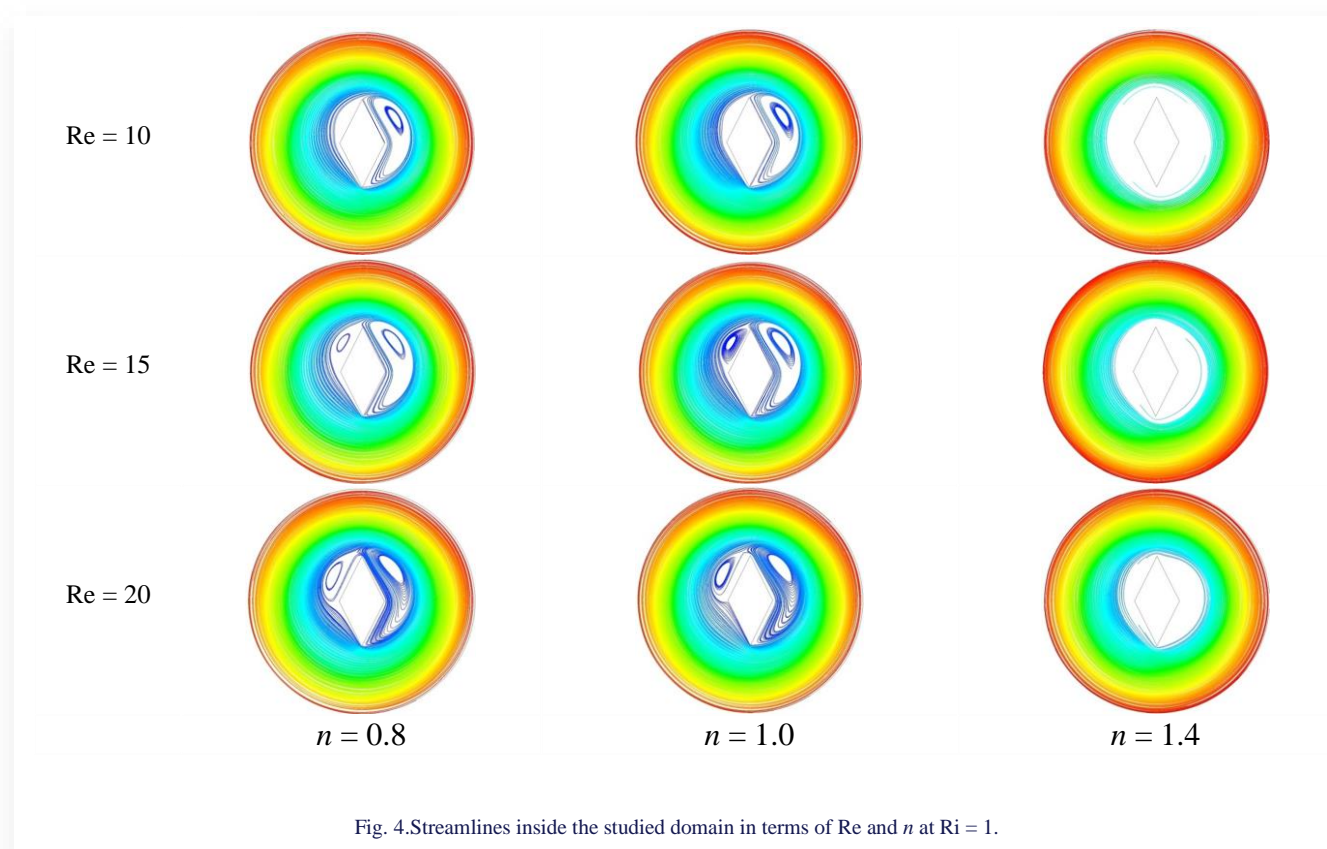 Re = 10
Re = 15
Re = 20
n = 0.8 n = 1.0 n = 1.4
Fig. 4.Streamlines inside the studied domain in terms of Re and n at Ri = 1.